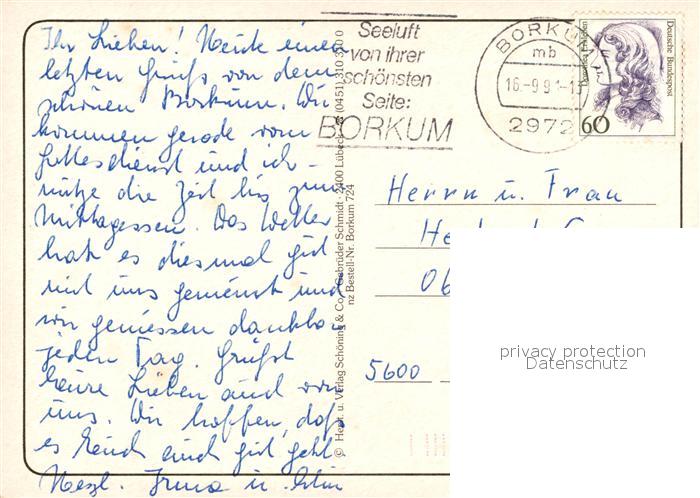 Ihr Lieben! Heute einen
letzten Gruß von dem
schönen Borkum. Wir
kommen gerade vom
Gottesdienst und ich
nütze die Zeit bis zum
Mittagessen. Das Wetter
hat es diesmal gut
mit uns gemeint und
wir geniessen dankbar
jeden Tag. Grüßt
Eure Lieben auch von
uns. Wir hoffen, daß
es Euch auch gut geht
Herzl. Irma u.
© Herst. u. Verlag Schöning & Co. + Gebrüder Schmidt · 2400 Lübeck
nz Bestell-Nr. Borkum 724
Seeluft
von ihrer
schönsten
Seite:
BORKUM
BORKUM
mb
2972
Deutsche Bundespost
60
Herrn u. Frau
5600
privacy protection
Datenschutz